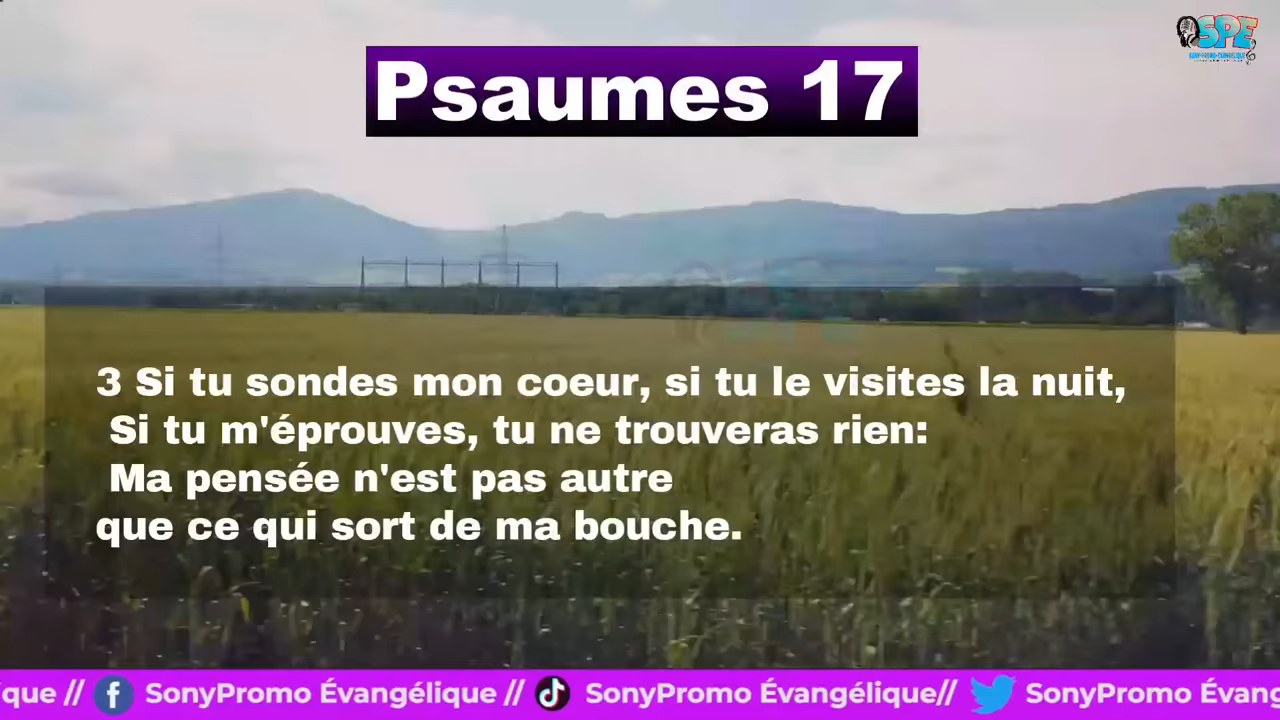 SPE
Psaumes 17
3 Si tu sondes mon coeur, si tu le visites la nuit,
Si tu m'éprouves, tu ne trouveras rien:
Ma pensée n'est pas autre
que ce qui sort de ma bouche.
que // SonyPromo Évangélique // SonyPromo Évangélique// SonyPromo Évang